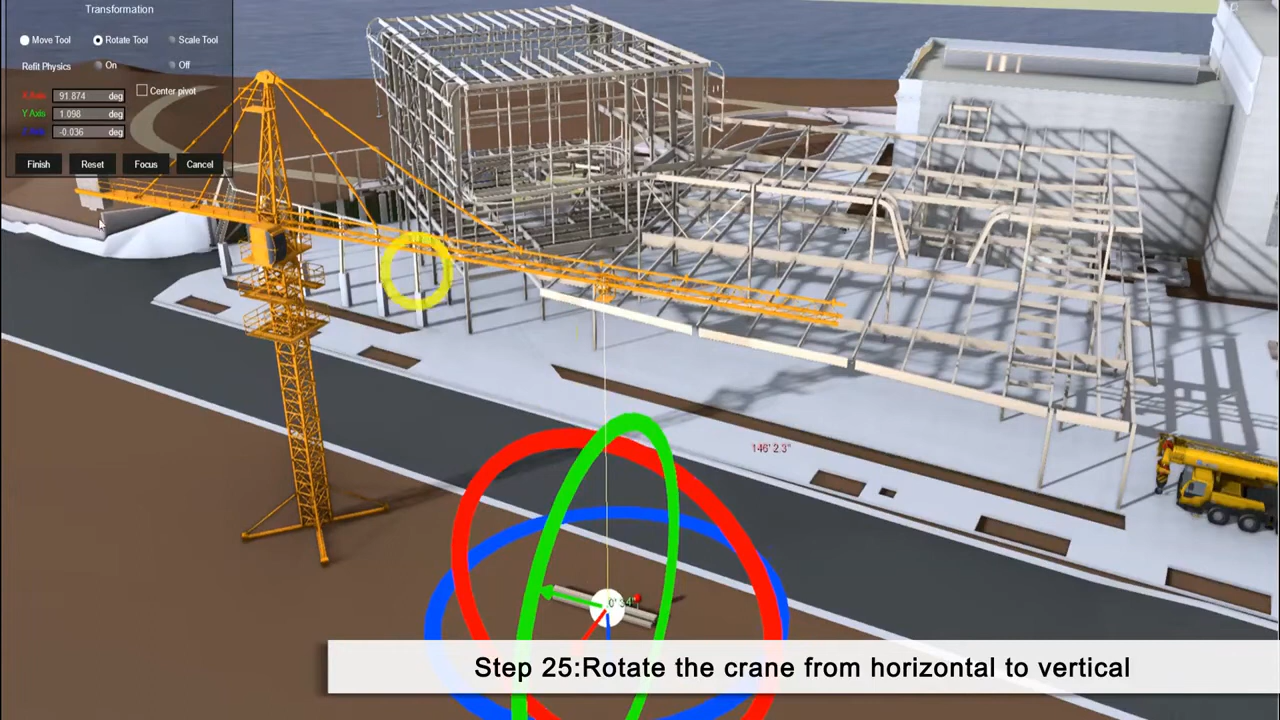 Transformation
Move Tool Rotate Tool Scale Tool
Refit Physics On Off
X Axis 91.874 deg Center pivot
Y Axis 1.098 deg
-0.036 deg
Finish Reset Focus Cancel
146' 2.3"
Step 25:Rotate the crane from horizontal to vertical